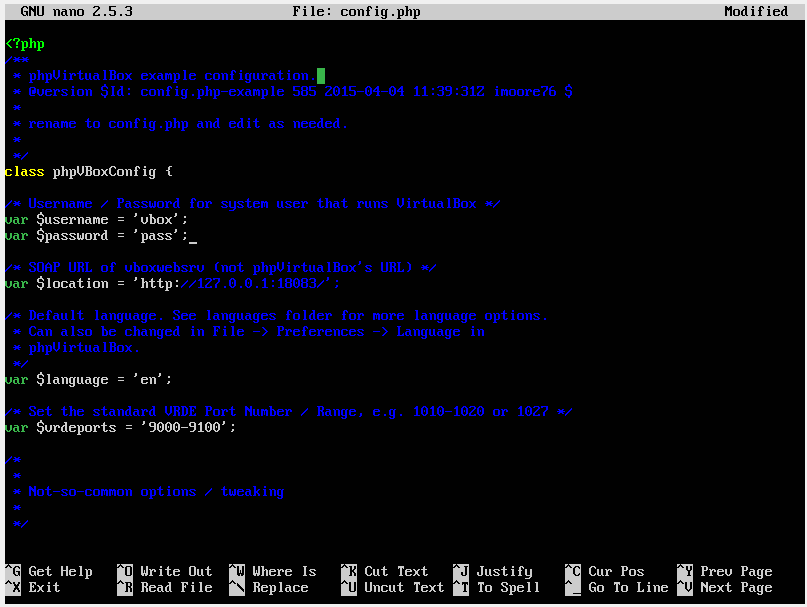 GNU nano 2.5.3 File: config.php Modified
<?php
/**
* phpVirtualBox example configuration.
* @version $Id: config.php-example 585 2015-04-04 11:39:31Z imoore76 $
*
* rename to config.php and edit as needed.
*
*/
class phpVBoxConfig {
/* Username / Password for system user that runs VirtualBox */
var $username = 'vbox';
var $password = 'pass';
/* SOAP URL of vboxwebsrv (not phpVirtualBox's URL) */
var $location = 'http://127.0.0.1:18083/';
/* Default language. See languages folder for more language options.
* Can also be changed in File -> Preferences -> Language in
* phpVirtualBox.
*/
var $language = 'en';
/* Set the standard VRDE Port Number / Range, e.g. 1010-1020 or 1027 */
var $vrdeports = '9000-9100';
/*
*
* Not-so-common options / tweaking
*
*/
^G Get Help ^O Write Out ^W Where Is ^K Cut Text ^J Justify ^C Cur Pos ^Y Prev Page
^X Exit ^R Read File ^\ Replace ^U Uncut Text ^T To Spell ^_ Go To Line ^V Next Page